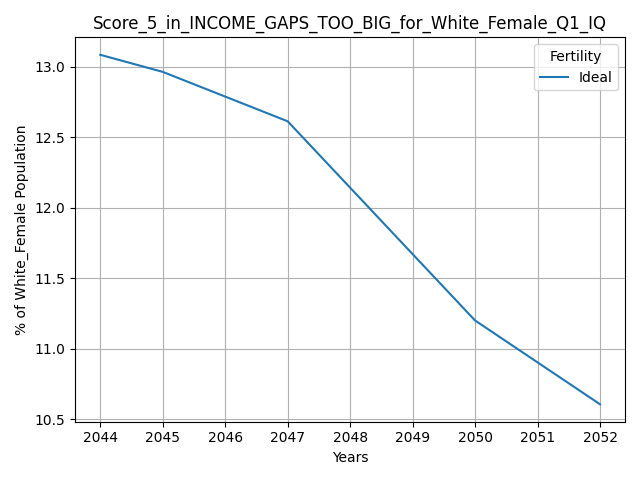 Score_5_in_INCOME_GAPS_TOO_BIG_for_White_Female_Q1_IQ
Fertility
Ideal
% of White_Female Population
13.0
12.5
12.0
11.5
11.0
10.5
2044 2045 2046 2047 2048 2049 2050 2051 2052
Years